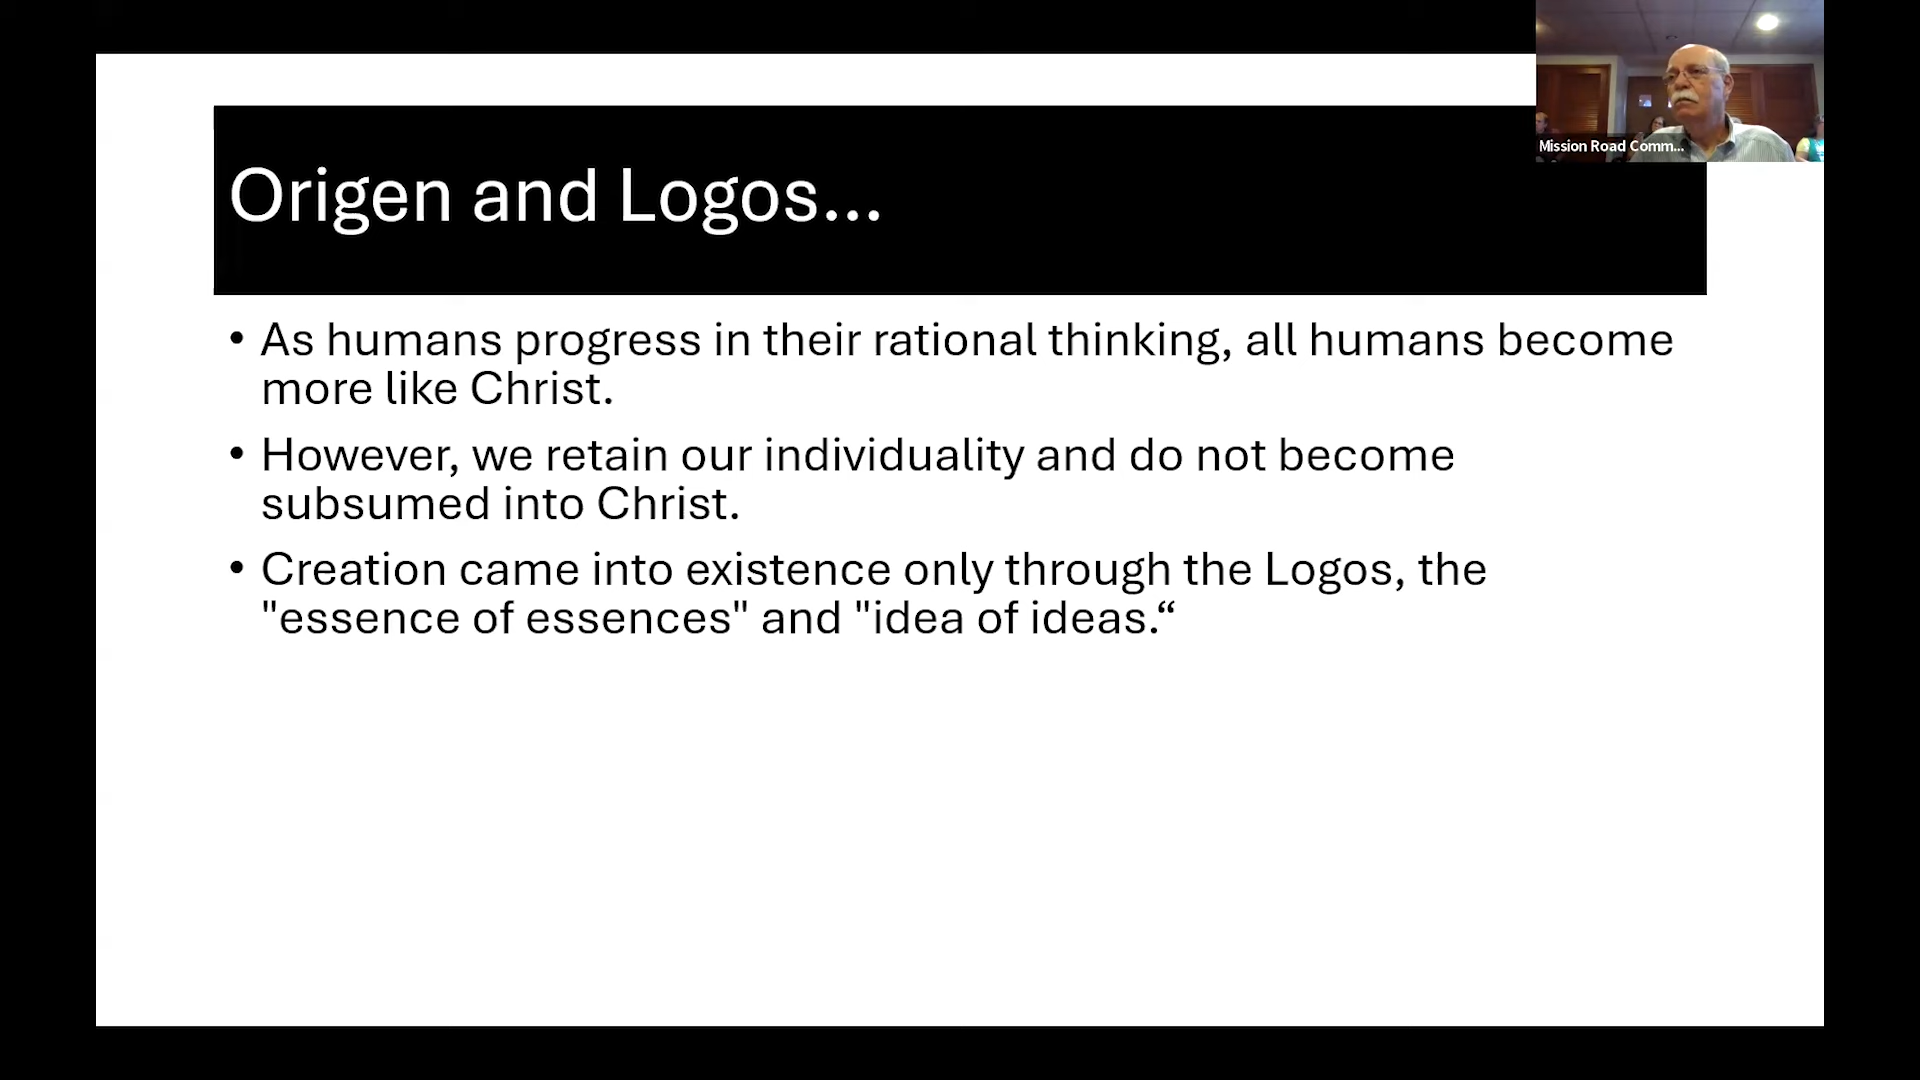 Mission Road Comm...
Origen and Logos...
• As humans progress in their rational thinking, all humans become
more like Christ.
• However, we retain our individuality and do not become
subsumed into Christ.
• Creation came into existence only through the Logos, the
"essence of essences" and "idea of ideas.“